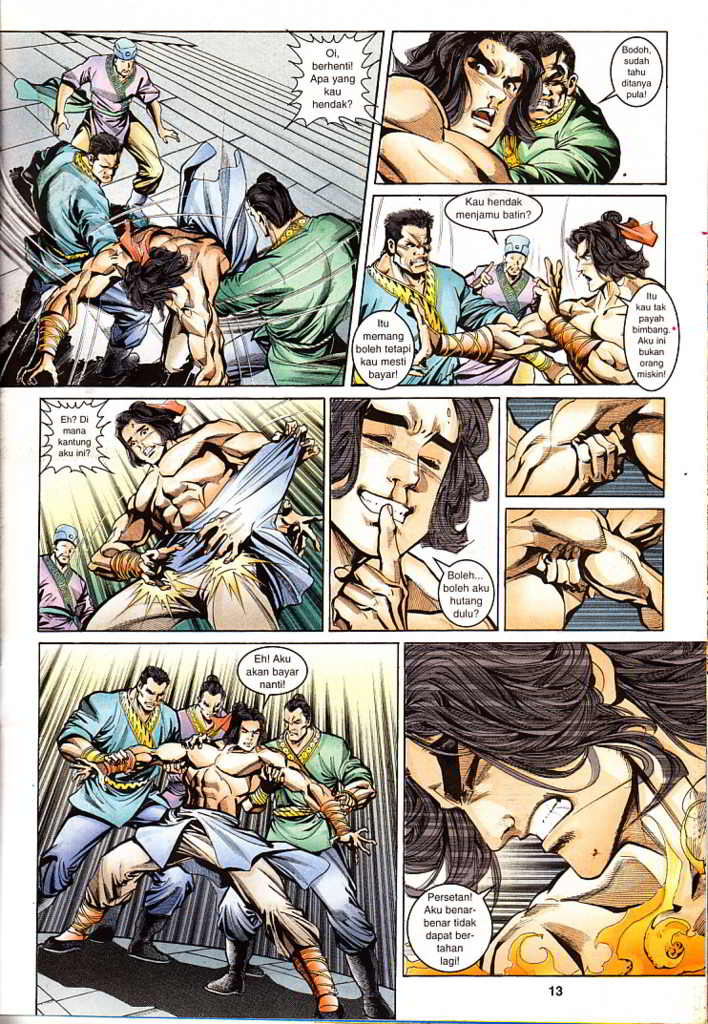 Oi,
berhenti!
Apa yang
kau
hendak?
Bodoh,
sudah
tahu
ditanya
pula!
Kau hendak
menjamu batin?
Itu
memang
boleh tetapi
kau mesti
bayar!
Itu
kau tak
payah
bimbang.
Aku ini
bukan
orang
miskin!
Eh? Di
mana
kantung
aku ini?
Boleh...
boleh aku
hutang
dulu?
Eh! Aku
akan bayar
nanti!
Persetan!
Aku benar-
benar tidak
dapat ber-
tahan
lagi!
13